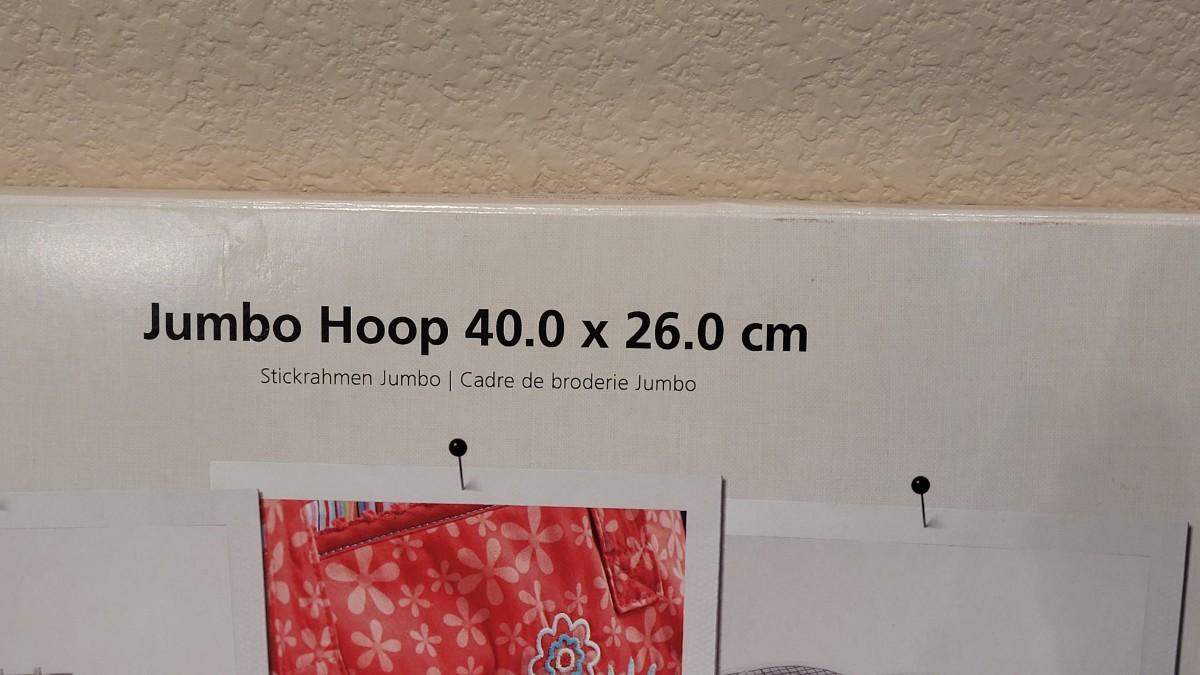 Jumbo Hoop 40.0 x 26.0 cm
Stickrahmen Jumbo | Cadre de broderie Jumbo